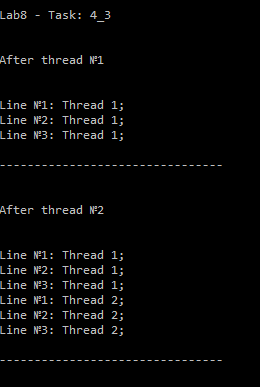 Lab8 - Task: 4_3
After thread №1
Line №1: Thread 1;
Line №2: Thread 1;
Line №3: Thread 1;
--------------------------------
After thread №2
Line №1: Thread 1;
Line №2: Thread 1;
Line №3: Thread 1;
Line №1: Thread 2;
Line №2: Thread 2;
Line №3: Thread 2;
--------------------------------